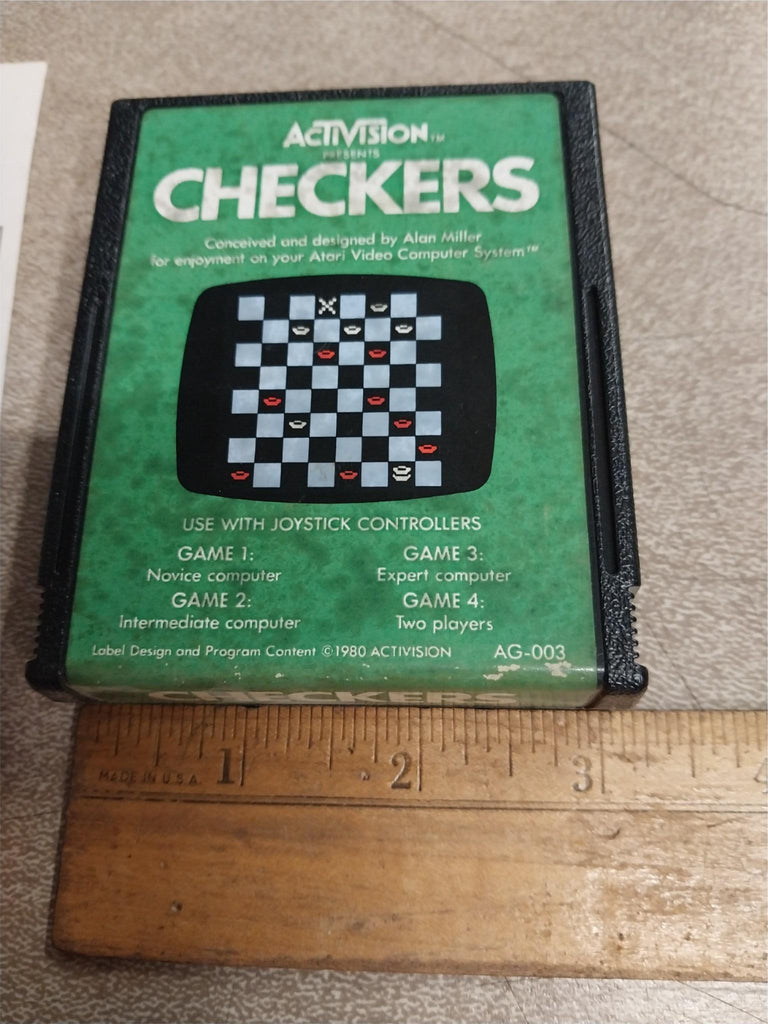 ACTIVISION™
PRESENTS
CHECKERS
Conceived and designed by Alan Miller
for enjoyment on your Atari Video Computer System™
USE WITH JOYSTICK CONTROLLERS
GAME 1:
Novice computer
GAME 2:
Intermediate computer
GAME 3:
Expert computer
GAME 4:
Two players
Label Design and Program Content ©1980 ACTIVISION AG-003
CHECKERS
1 2 3 4
MADE IN U.S.A.